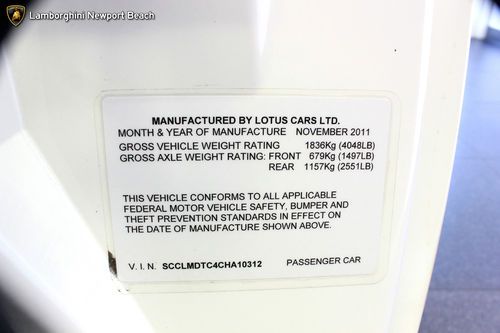 Lamborghini Newport Beach
MANUFACTURED BY LOTUS CARS LTD.
MONTH & YEAR OF MANUFACTURE NOVEMBER 2011
GROSS VEHICLE WEIGHT RATING 1836Kg (4048LB)
GROSS AXLE WEIGHT RATING: FRONT 679Kg (1497LB)
REAR 1157Kg (2551LB)
THIS VEHICLE CONFORMS TO ALL APPLICABLE
FEDERAL MOTOR VEHICLE SAFETY, BUMPER AND
THEFT PREVENTION STANDARDS IN EFFECT ON
THE DATE OF MANUFACTURE SHOWN ABOVE.
V. I. N. SCCLMDTC4CHA10312 PASSENGER CAR